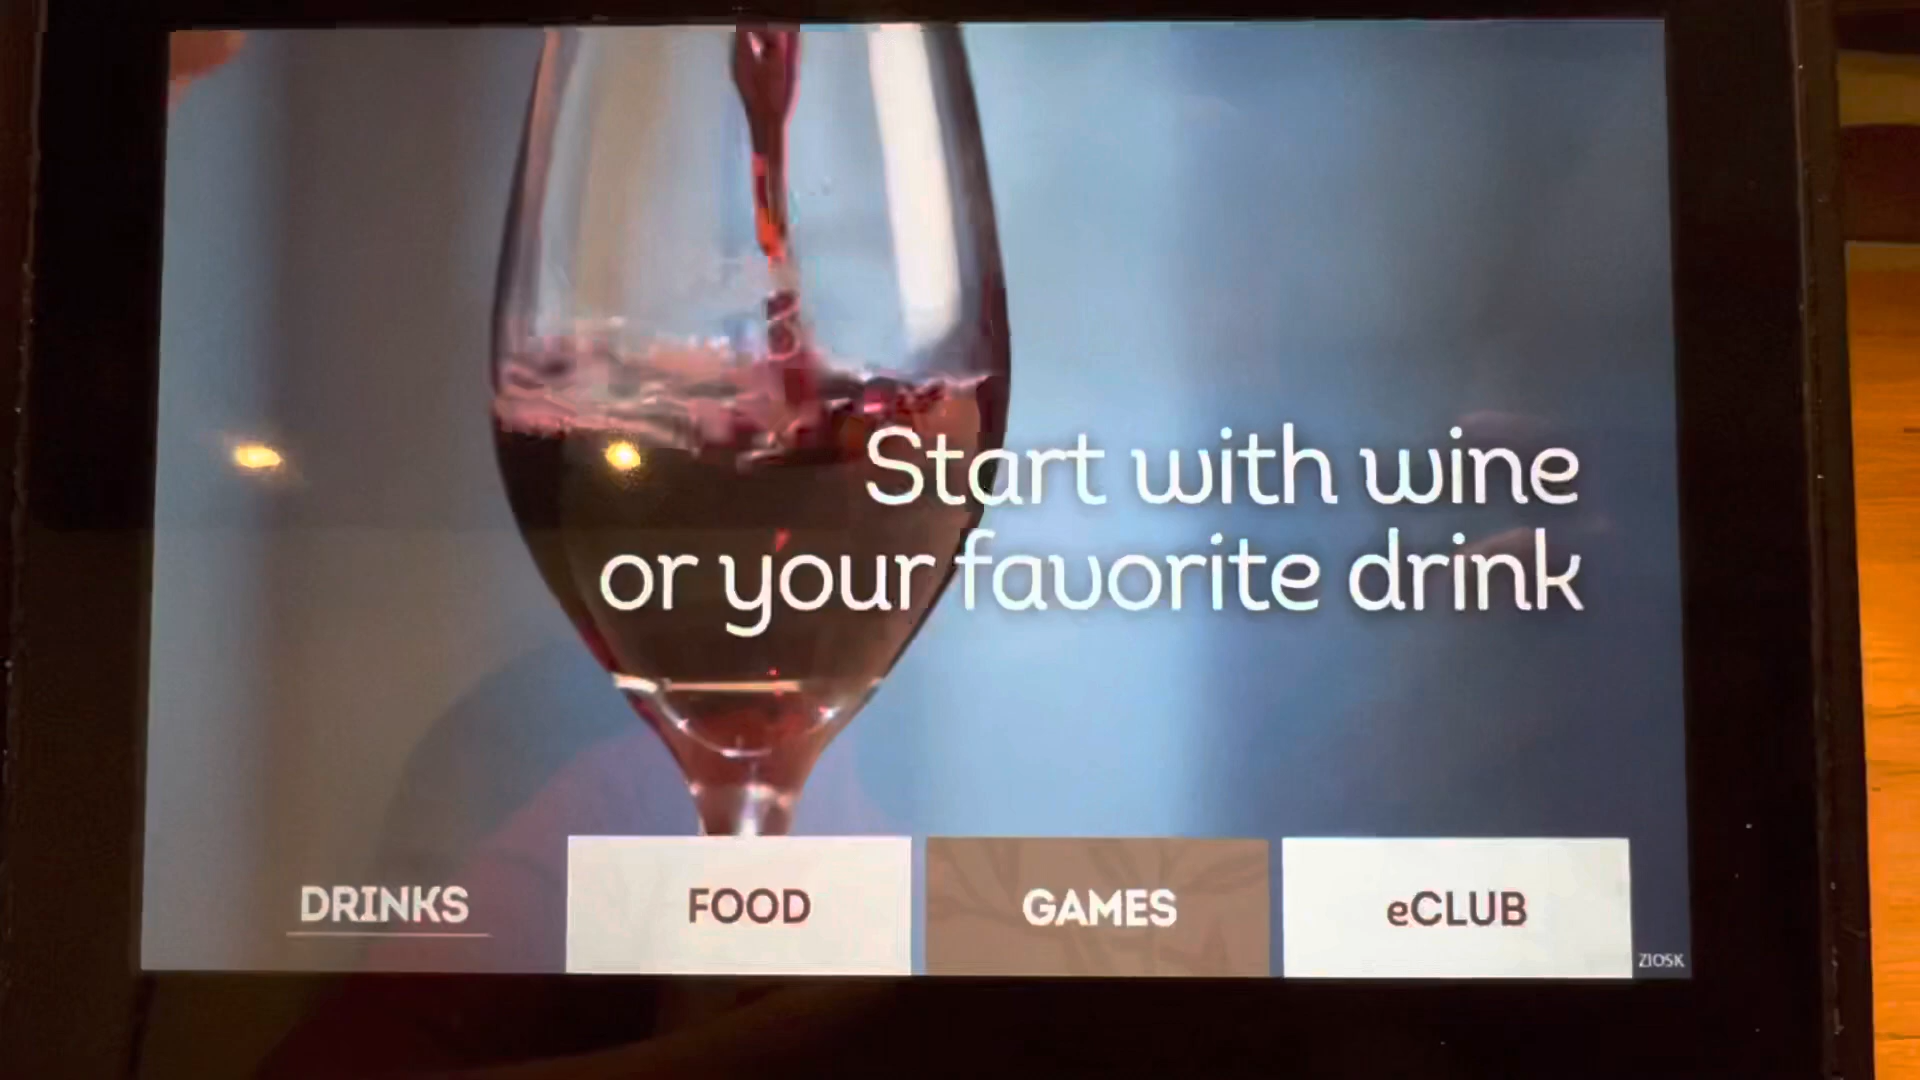 Start with wine
or your favorite drink
DRINKS
FOOD
GAMES
eCLUB
ZIOSK